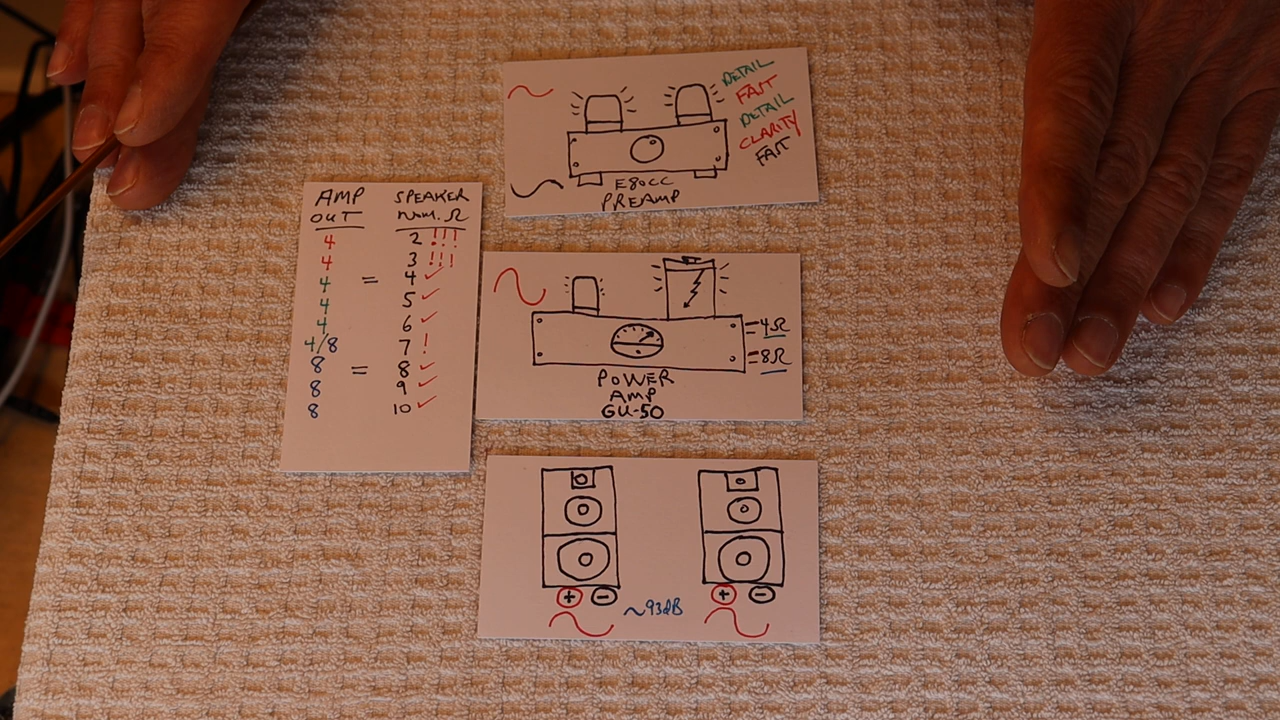 DETAIL
FAST
DETAIL
CLARITY
FAST
E80CC
PREAMP
AMP OUT SPEAKER Nom. Ω
4 2 !!!
4 3 !!!
4 = 4 ✓
4 5 ✓
4 6 ✓
4/8 7 !
8 = 8 ✓
8 9 ✓
8 10 ✓
4Ω
8Ω
POWER
AMP
GU-50
+ − ~93dB + −